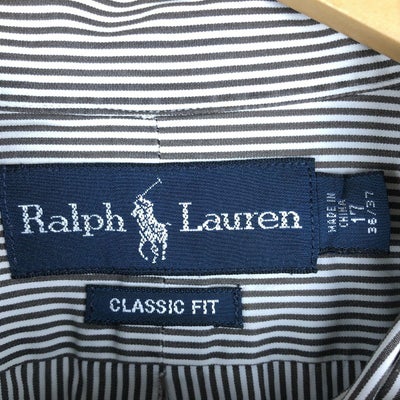 Ralph Lauren
CLASSIC FIT
MADE IN
CHINA
17
36/37